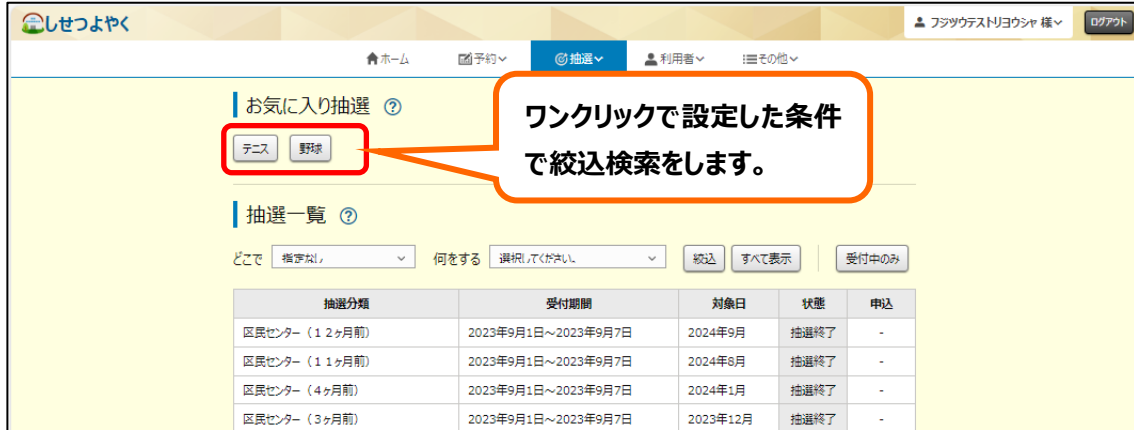 しせつよやく
フジツウテストリヨウシャ 様
ログアウト
ホーム 予約 抽選 利用者 その他
お気に入り抽選 ?
テニス 野球
ワンクリックで設定した条件
で絞込検索をします。
抽選一覧 ?
どこで 指定なし 何をする 選択してください。 絞込 すべて表示 受付中のみ
抽選分類 受付期間 対象日 状態 申込
区民センター（１２ヶ月前） 2023年9月1日～2023年9月7日 2024年9月 抽選終了 -
区民センター（１１ヶ月前） 2023年9月1日～2023年9月7日 2024年8月 抽選終了 -
区民センター（４ヶ月前） 2023年9月1日～2023年9月7日 2024年1月 抽選終了 -
区民センター（３ヶ月前） 2023年9月1日～2023年9月7日 2023年12月 抽選終了 -